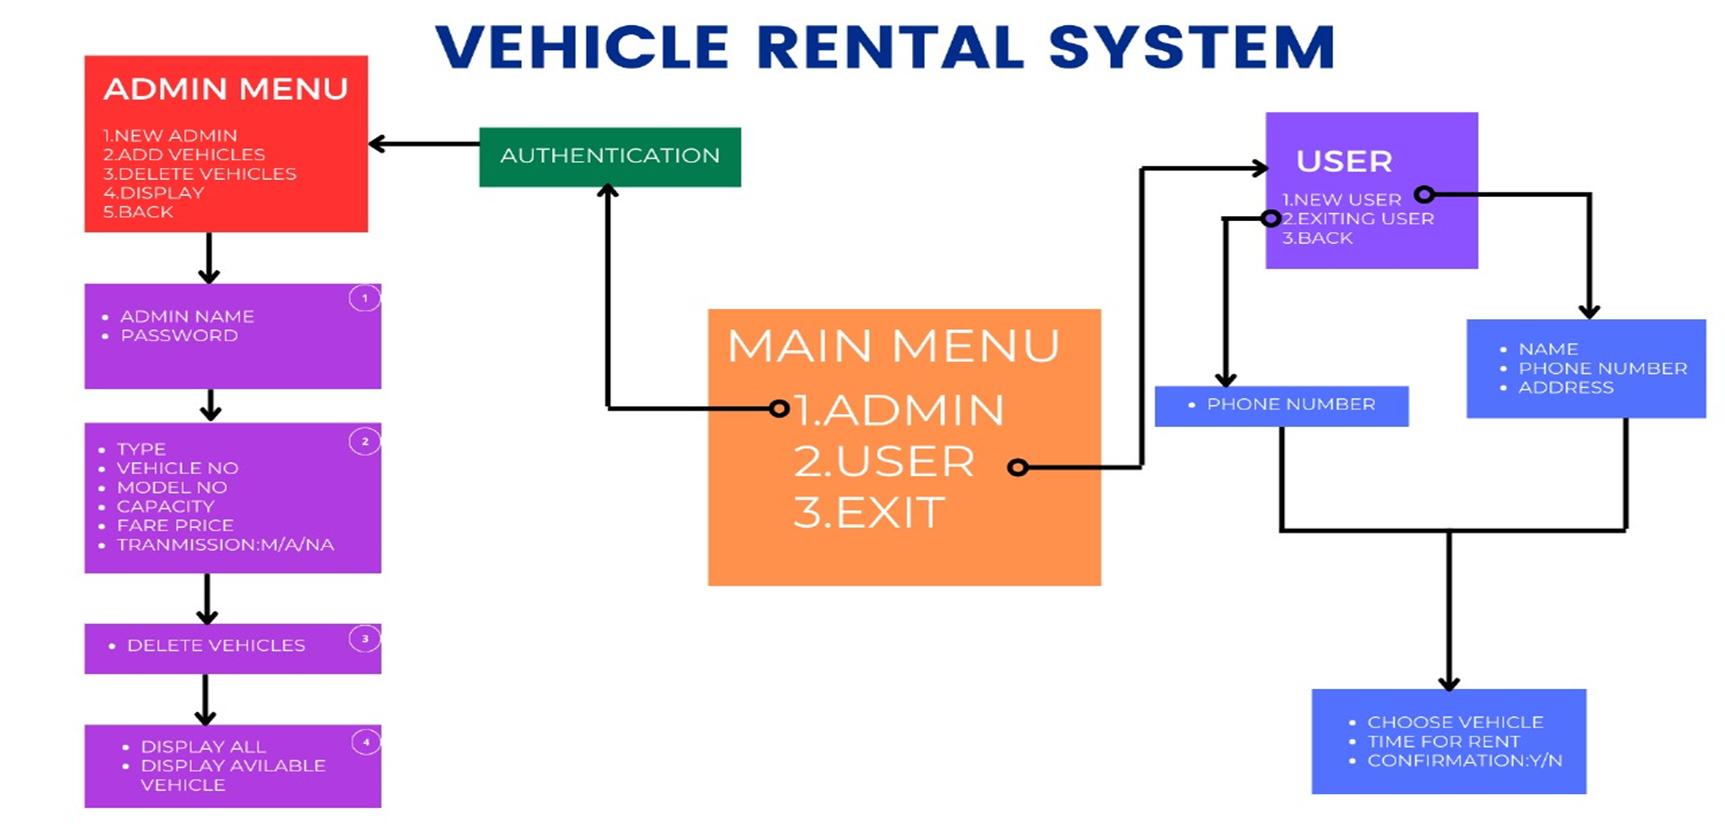 VEHICLE RENTAL SYSTEM
ADMIN MENU
1.NEW ADMIN
2.ADD VEHICLES
3.DELETE VEHICLES
4.DISPLAY
5.BACK
AUTHENTICATION
1
• ADMIN NAME
• PASSWORD
2
• TYPE
• VEHICLE NO
• MODEL NO
• CAPACITY
• FARE PRICE
• TRANMISSION:M/A/NA
3
• DELETE VEHICLES
4
• DISPLAY ALL
• DISPLAY AVILABLE
VEHICLE
MAIN MENU
1.ADMIN
2.USER
3.EXIT
USER
1.NEW USER
2.EXITING USER
3.BACK
• PHONE NUMBER
• NAME
• PHONE NUMBER
• ADDRESS
• CHOOSE VEHICLE
• TIME FOR RENT
• CONFIRMATION:Y/N